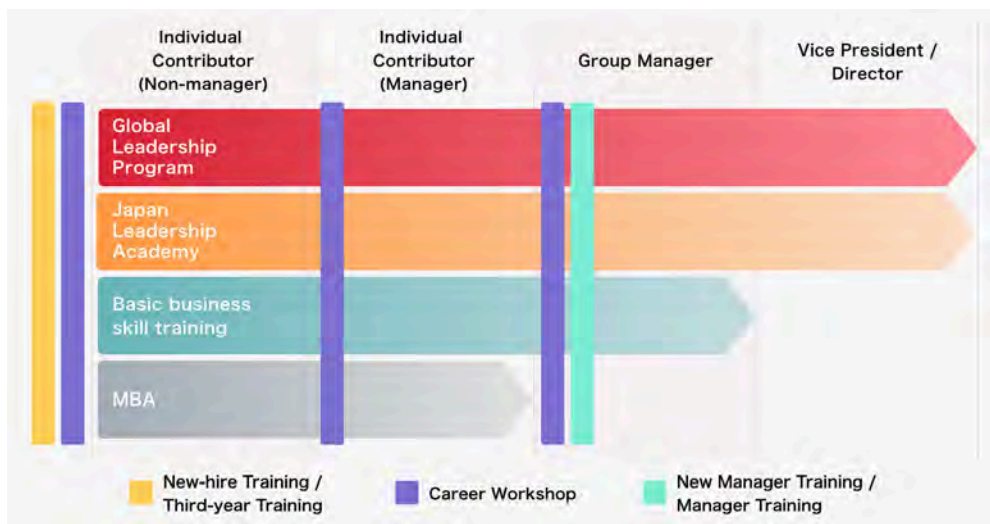 Individual
Contributor
(Non-manager)
Individual
Contributor
(Manager)
Group Manager
Vice President /
Director
Global
Leadership
Program
Japan
Leadership
Academy
Basic business
skill training
MBA
New-hire Training /
Third-year Training
Career Workshop
New Manager Training /
Manager Training